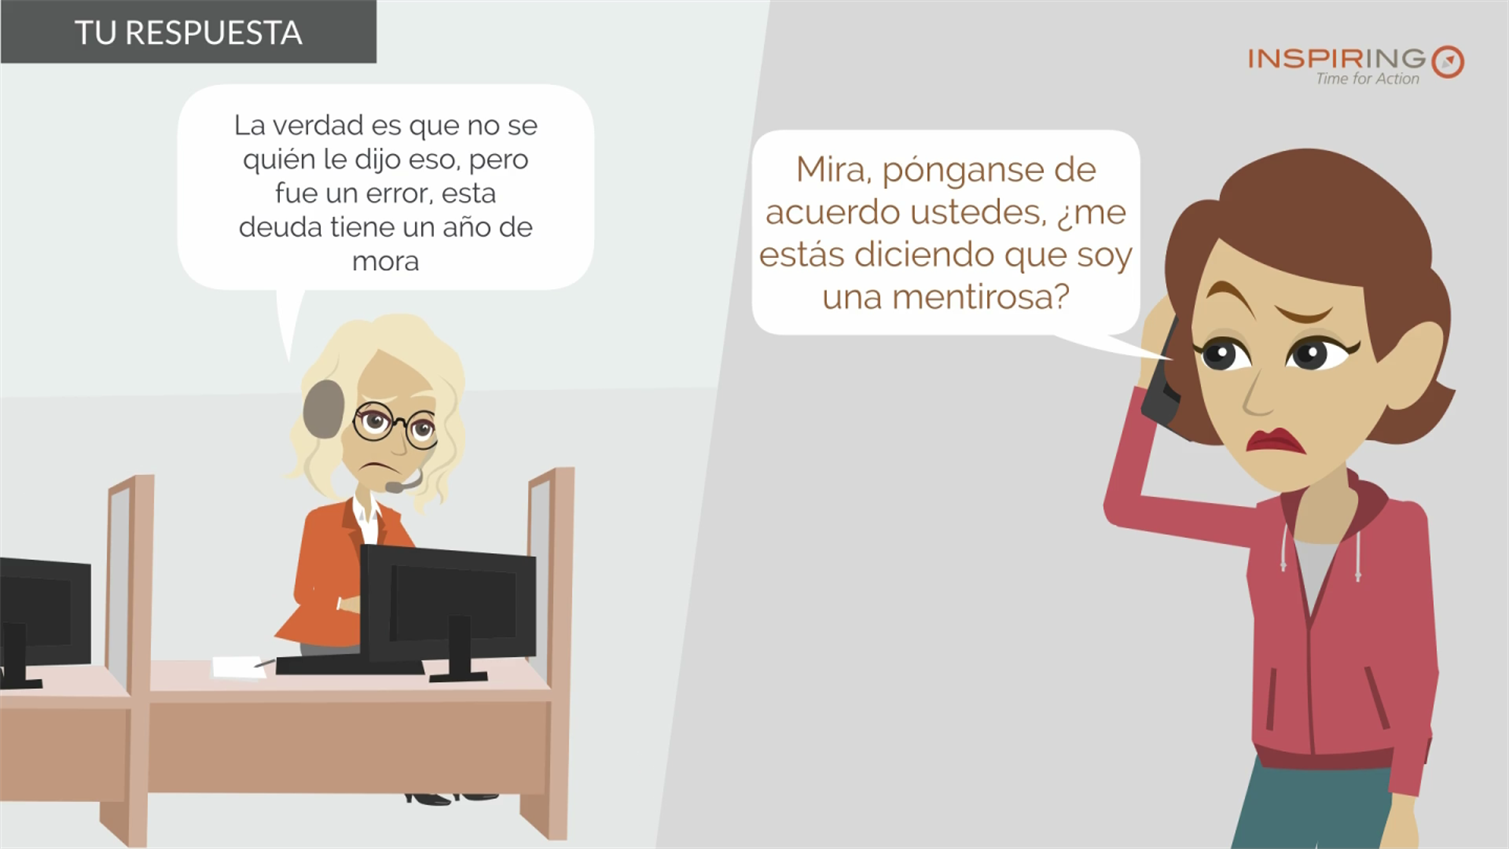 TU RESPUESTA
INSPIRING
Time for Action
La verdad es que no se
quién le dijo eso, pero
fue un error, esta
deuda tiene un año de
mora
Mira, pónganse de
acuerdo ustedes, ¿me
estás diciendo que soy
una mentirosa?